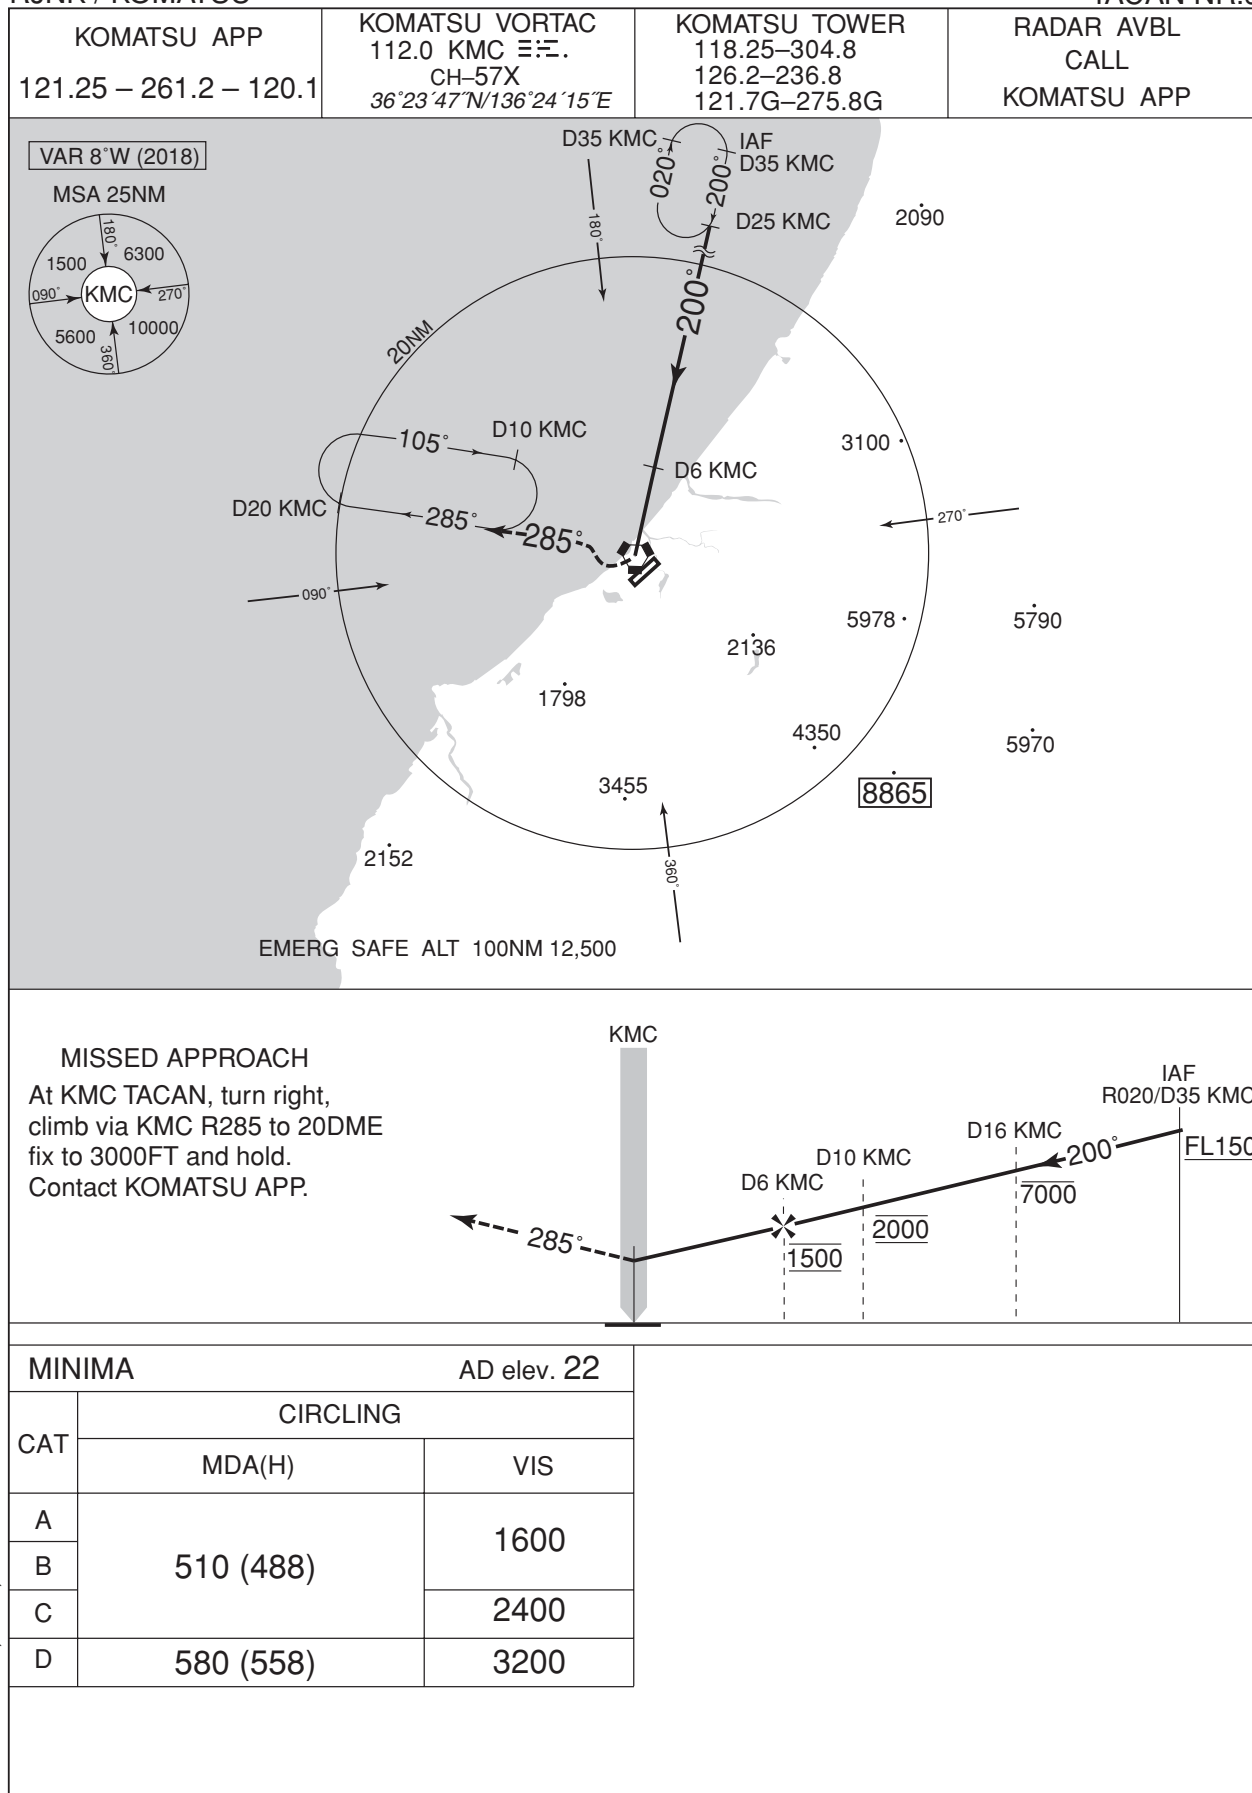 RJNK / KOMATSU
KOMATSU APP
121.25 – 261.2 – 120.1
KOMATSU VORTAC
112.0 KMC
CH–57X
36°23´47˝N/136°24´15˝E
KOMATSU TOWER
118.25–304.8
126.2–236.8
121.7G–275.8G
RADAR AVBL
CALL
KOMATSU APP
VAR 8°W (2018)
MSA 25NM
180°
1500
6300
090°
KMC
270°
5600
10000
360°
D35 KMC
IAF
D35 KMC
020°
200°
D25 KMC
2090
180°
200°
20NM
105°
D10 KMC
3100
D6 KMC
D20 KMC
285°
285°
270°
090°
5978
5790
2136
1798
4350
5970
3455
8865
2152
360°
EMERG SAFE ALT 100NM 12,500
MISSED APPROACH
At KMC TACAN, turn right,
climb via KMC R285 to 20DME
fix to 3000FT and hold.
Contact KOMATSU APP.
KMC
IAF
R020/D35 KMC
D16 KMC
200°
FL150
D10 KMC
7000
D6 KMC
2000
285°
1500
MINIMA
AD elev. 22
CAT
CIRCLING
MDA(H)
VIS
A
1600
B
510 (488)
C
2400
D
580 (558)
3200